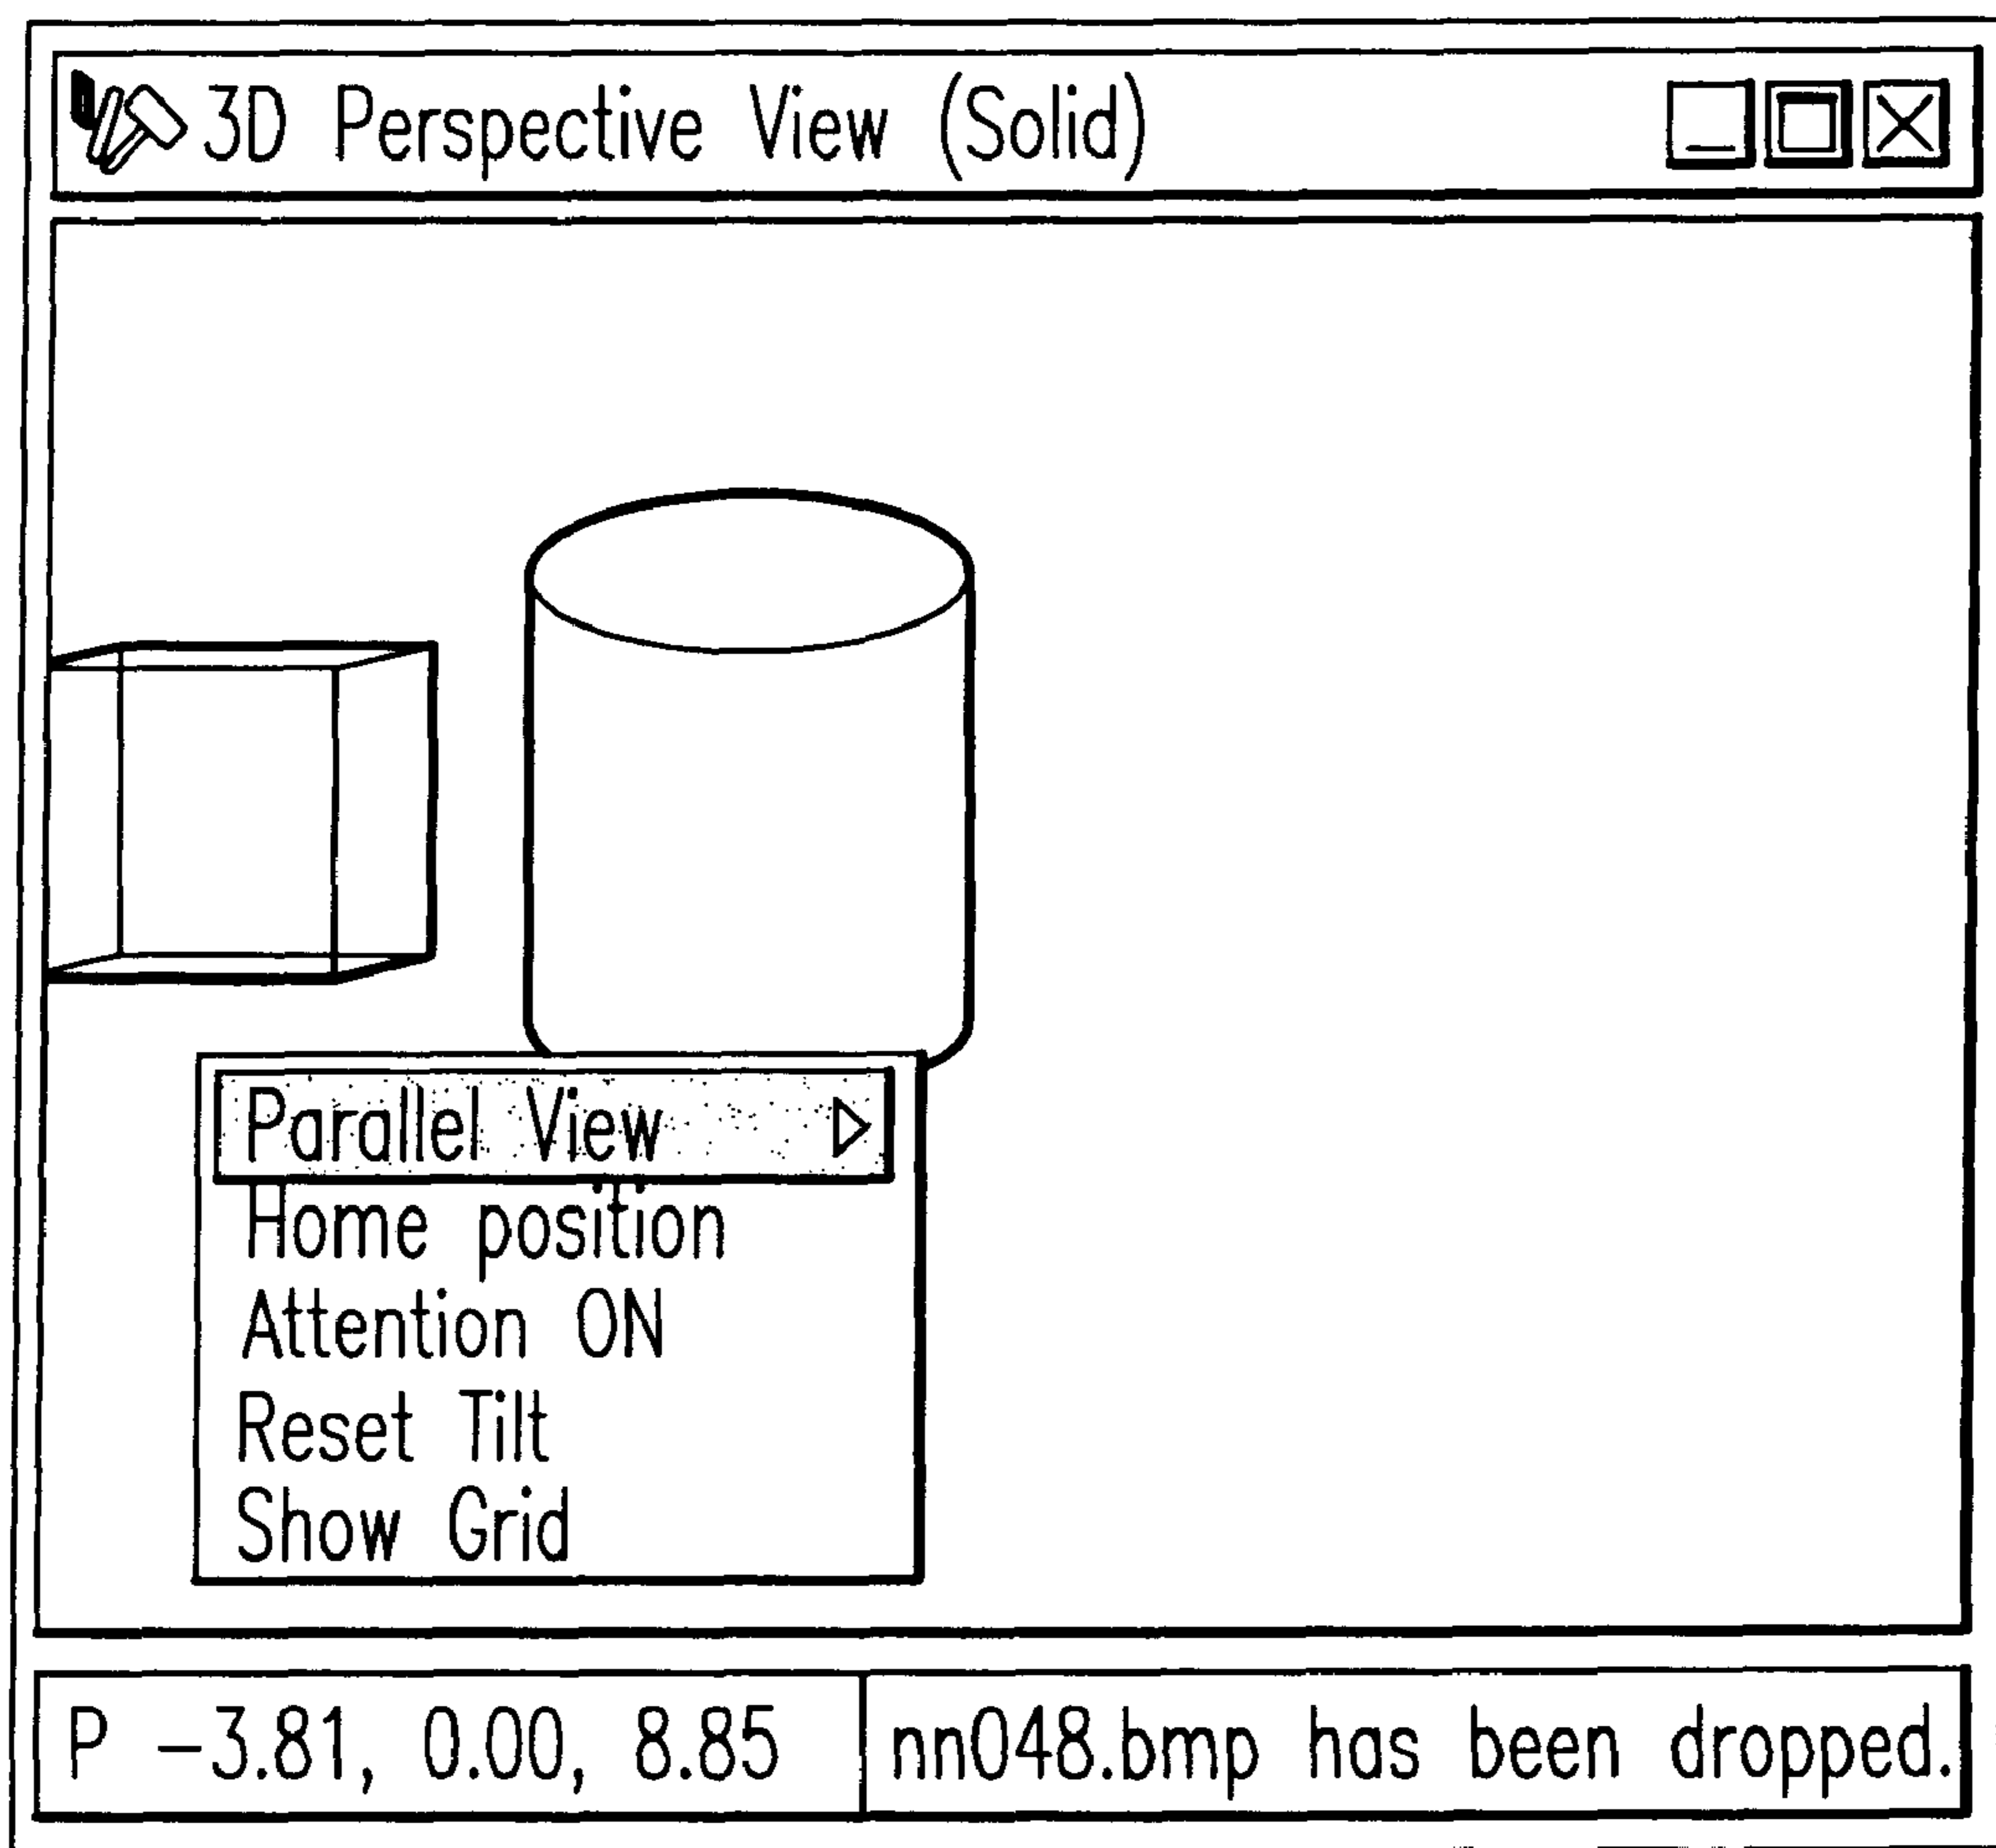 3D Perspective View (Solid)
Parallel View
Home position
Attention ON
Reset Tilt
Show Grid
P -3.81, 0.00, 8.85
nn048.bmp has been dropped.